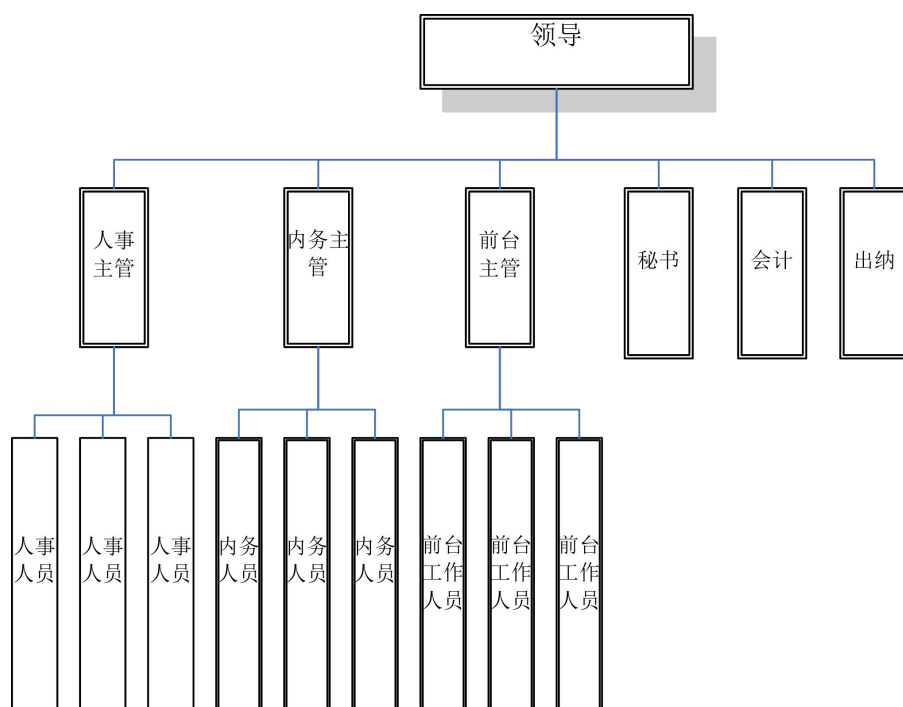 领导
人事
主管
内务主
管
前台
主管
秘书
会计
出纳
人事
人员
人事
人员
人事
人员
内务
人员
内务
人员
内务
人员
前台
工作
人员
前台
工作
人员
前台
工作
人员